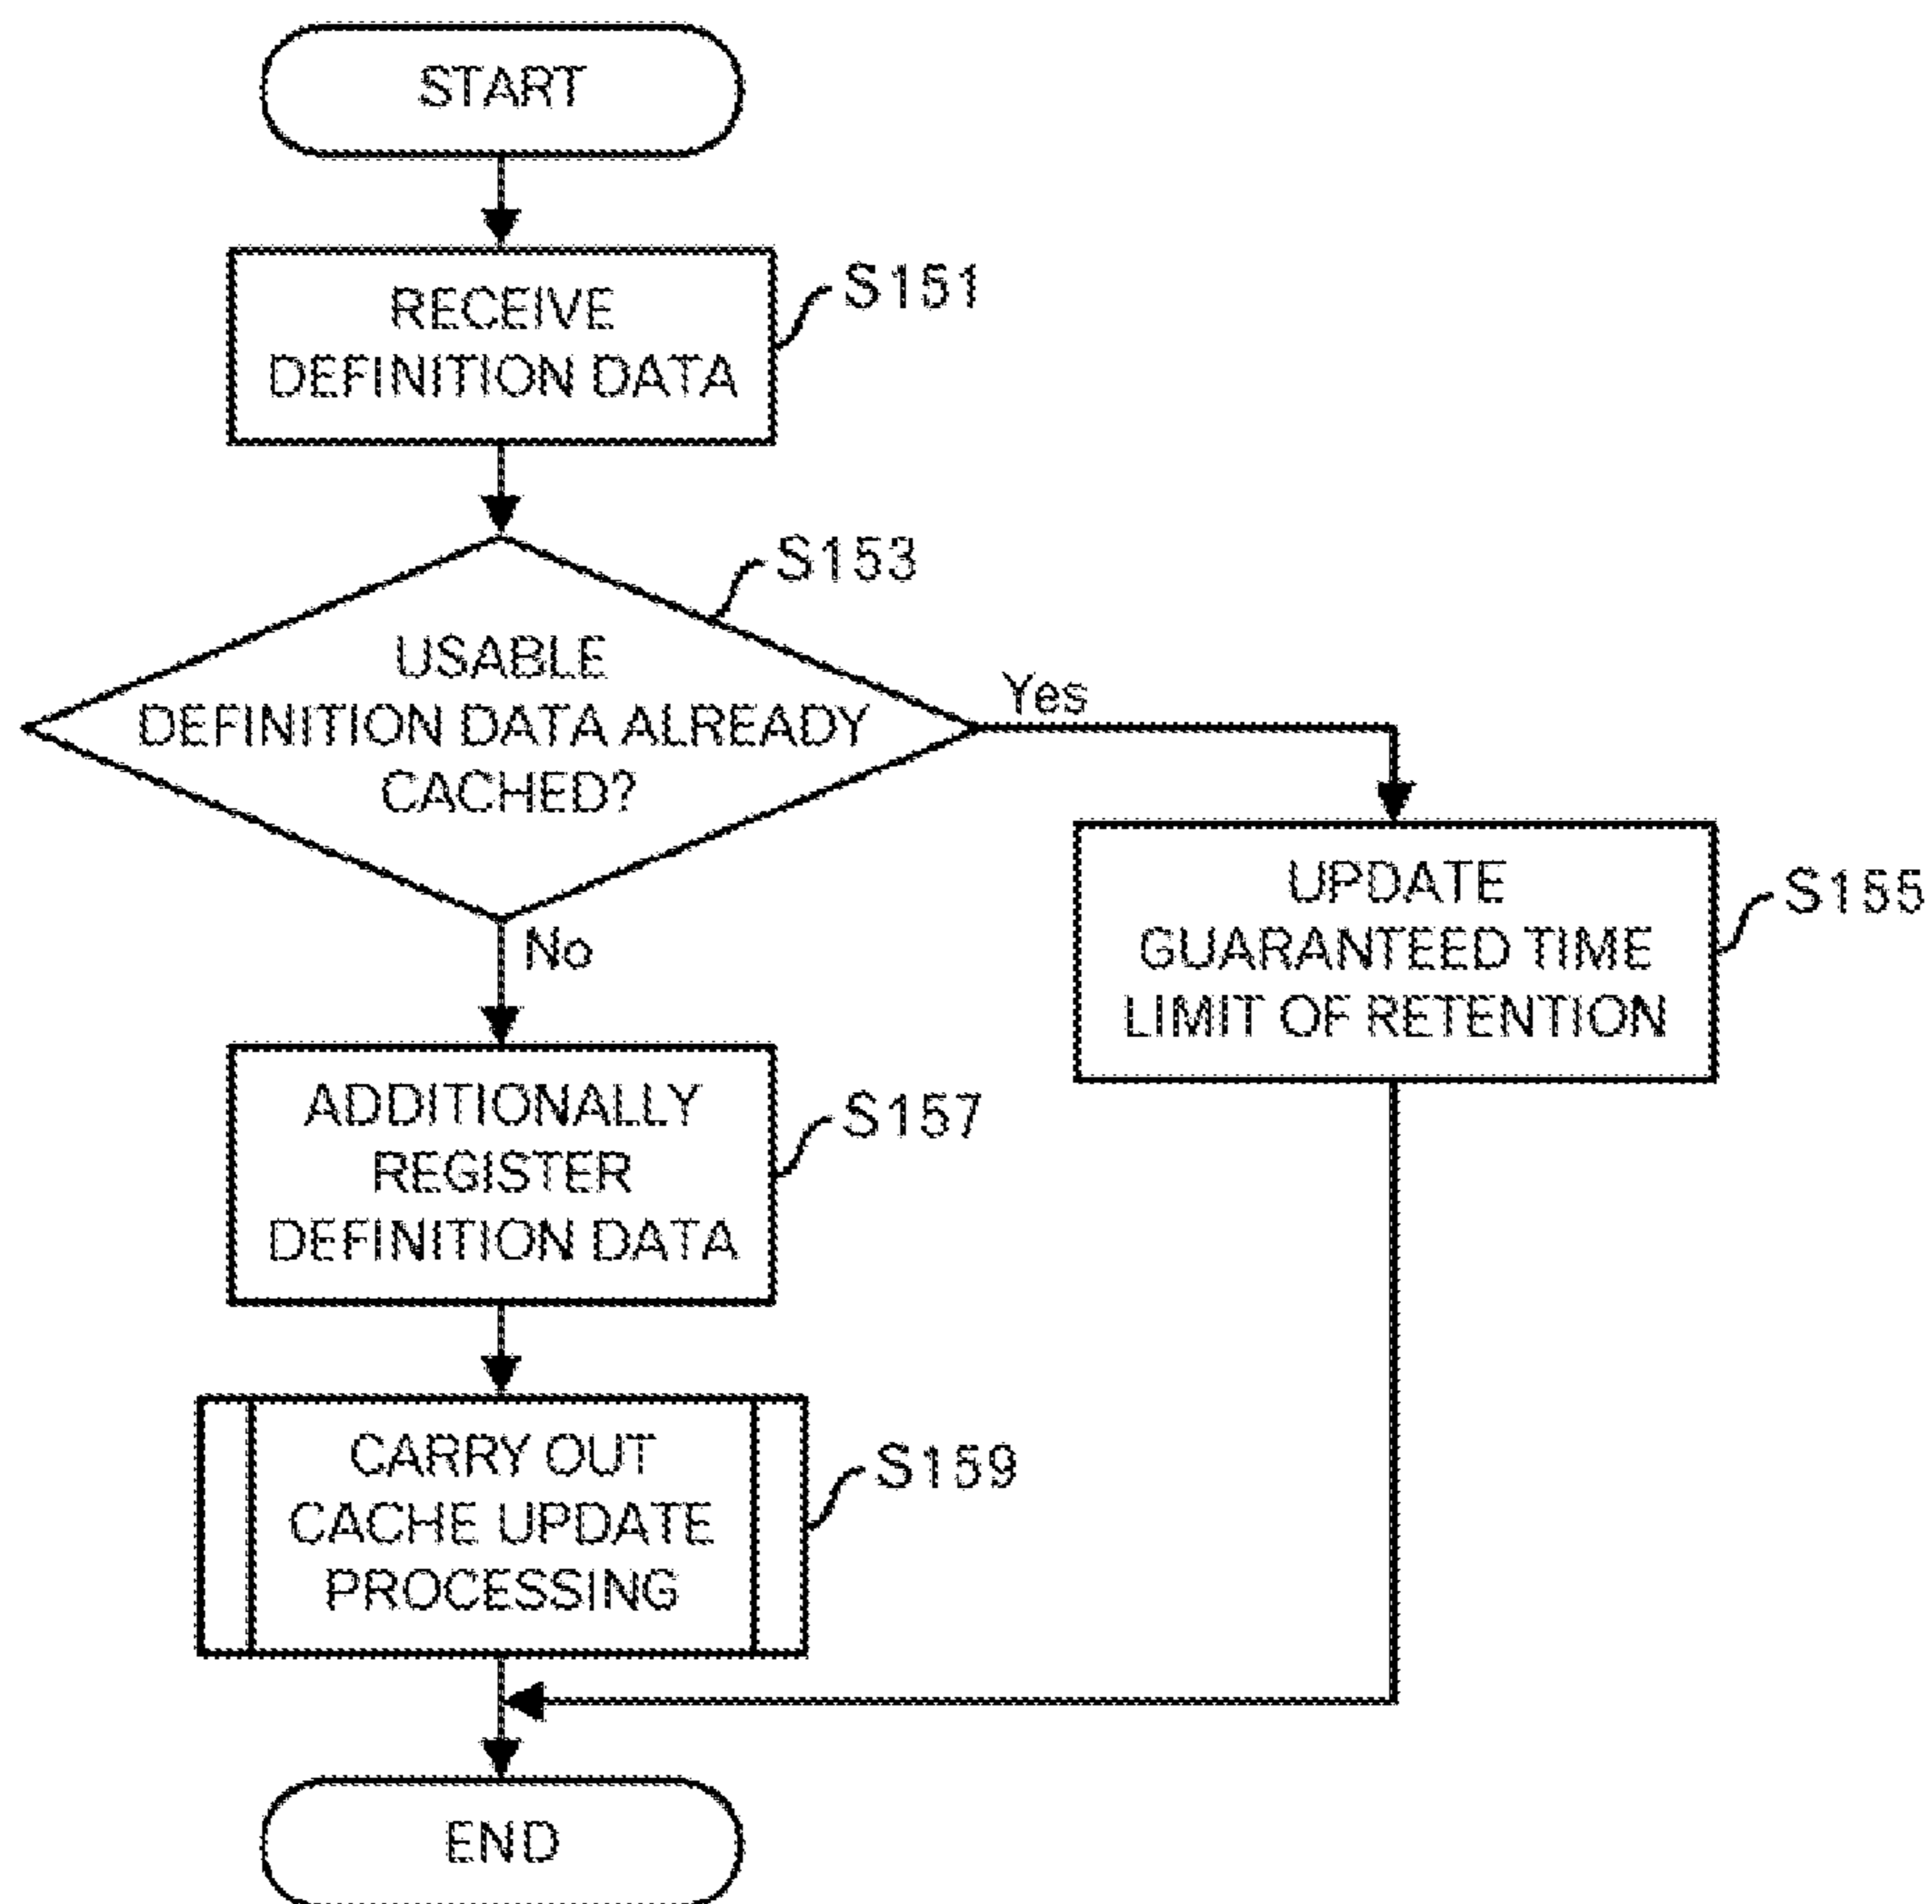 START
RECEIVE
DEFINITION DATA
S151
S153
USABLE
DEFINITION DATA ALREADY
CACHED?
Yes
No
UPDATE
GUARANTEED TIME
LIMIT OF RETENTION
S155
ADDITIONALLY
REGISTER
DEFINITION DATA
S157
CARRY OUT
CACHE UPDATE
PROCESSING
S159
END